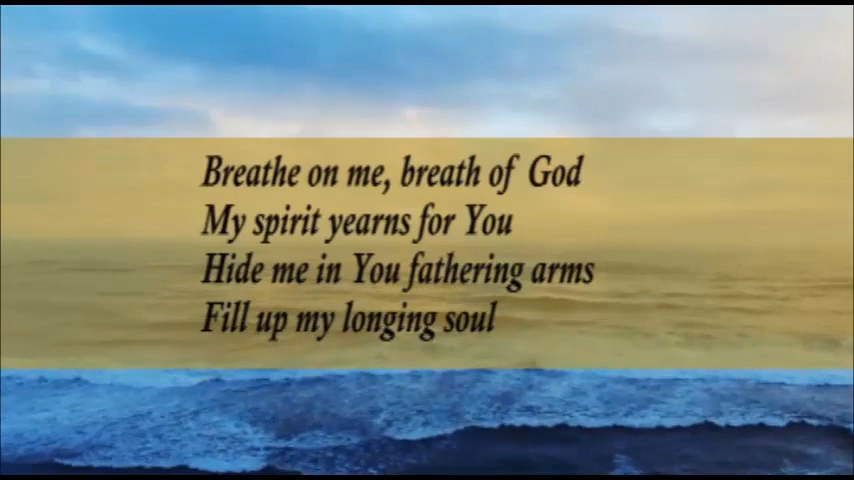 Breathe on me, breath of God
My spirit yearns for You
Hide me in You fathering arms
Fill up my longing soul